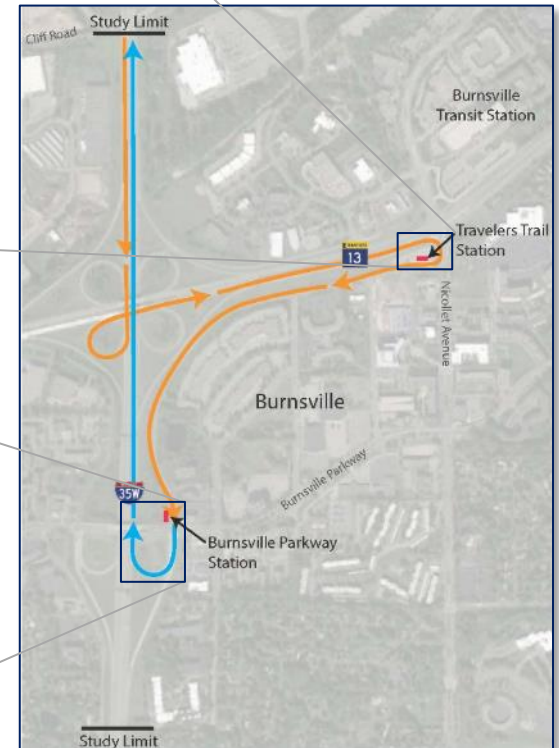 Study Limit
Cliff Road
Burnsville
Transit Station
Travelers Trail
Station
13
Nicollet Avenue
Burnsville
Burnsville Parkway
35W
Burnsville Parkway
Station
Study Limit